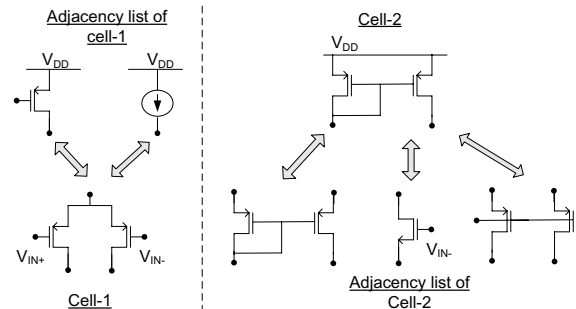 Adjacency list of
cell-1
VDD
VDD
VIN+
VIN-
Cell-1
Cell-2
VDD
VIN-
Adjacency list of
Cell-2